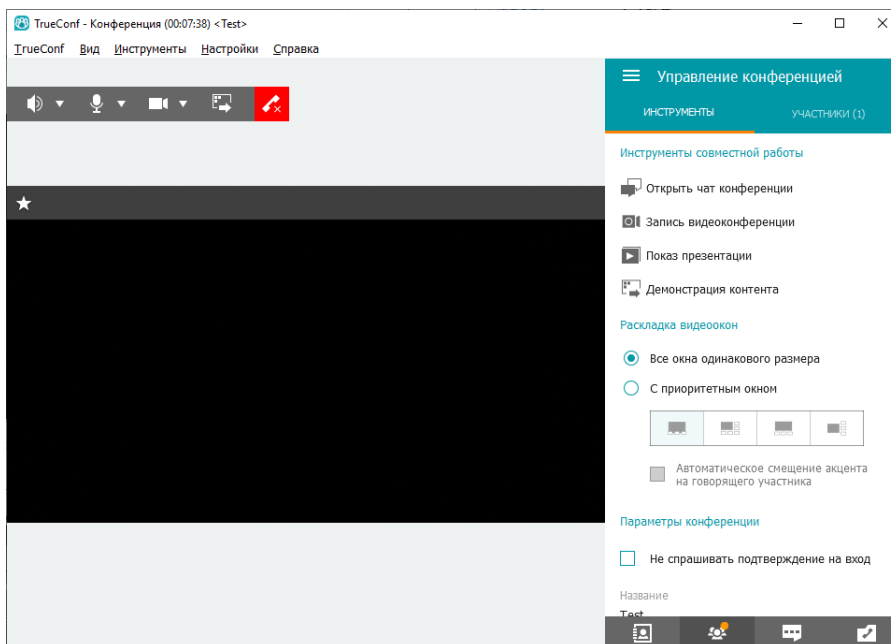 TrueConf - Конференция (00:07:38) <Test>
TrueConf Вид Инструменты Настройки Справка
Управление конференцией
ИНСТРУМЕНТЫ УЧАСТНИКИ (1)
Инструменты совместной работы
Открыть чат конференции
Запись видеоконференции
Показ презентации
Демонстрация контента
Раскладка видеоокон
Все окна одинакового размера
С приоритетным окном
Автоматическое смещение акцента
на говорящего участника
Параметры конференции
Не спрашивать подтверждение на вход
Название
Test